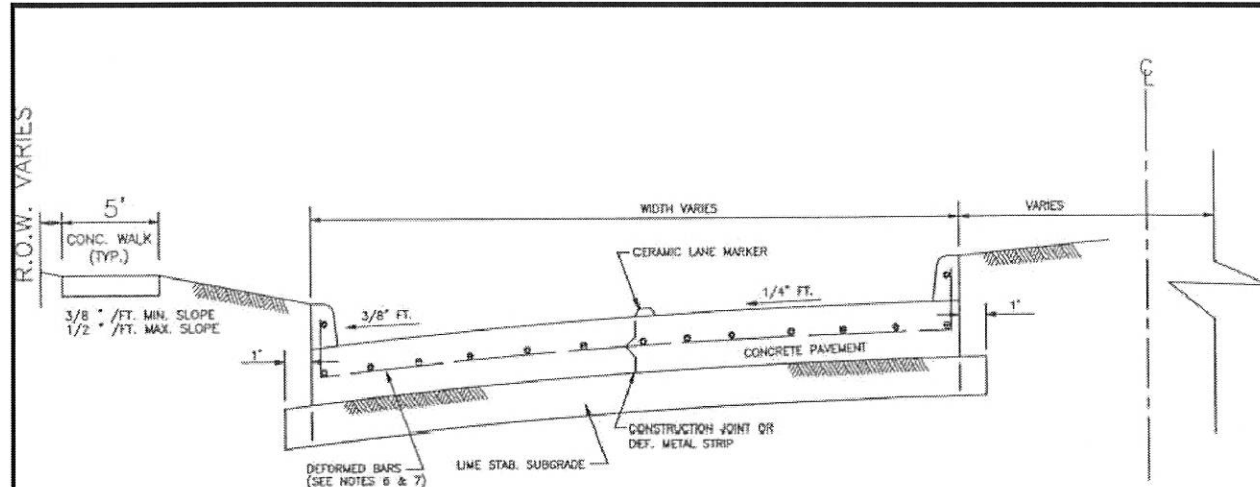 ℄
R.O.W. VARIES
5'
CONC. WALK
(TYP.)
WIDTH VARIES
VARIES
CERAMIC LANE MARKER
3/8" FT.
1/4" FT.
3/8 " /FT. MIN. SLOPE
1/2 " /FT. MAX. SLOPE
1"
1'
CONCRETE PAVEMENT
CONSTRUCTION JOINT OR
DEF. METAL STRIP
DEFORMED BARS
(SEE NOTES 6 & 7)
LIME STAB. SUBGRADE